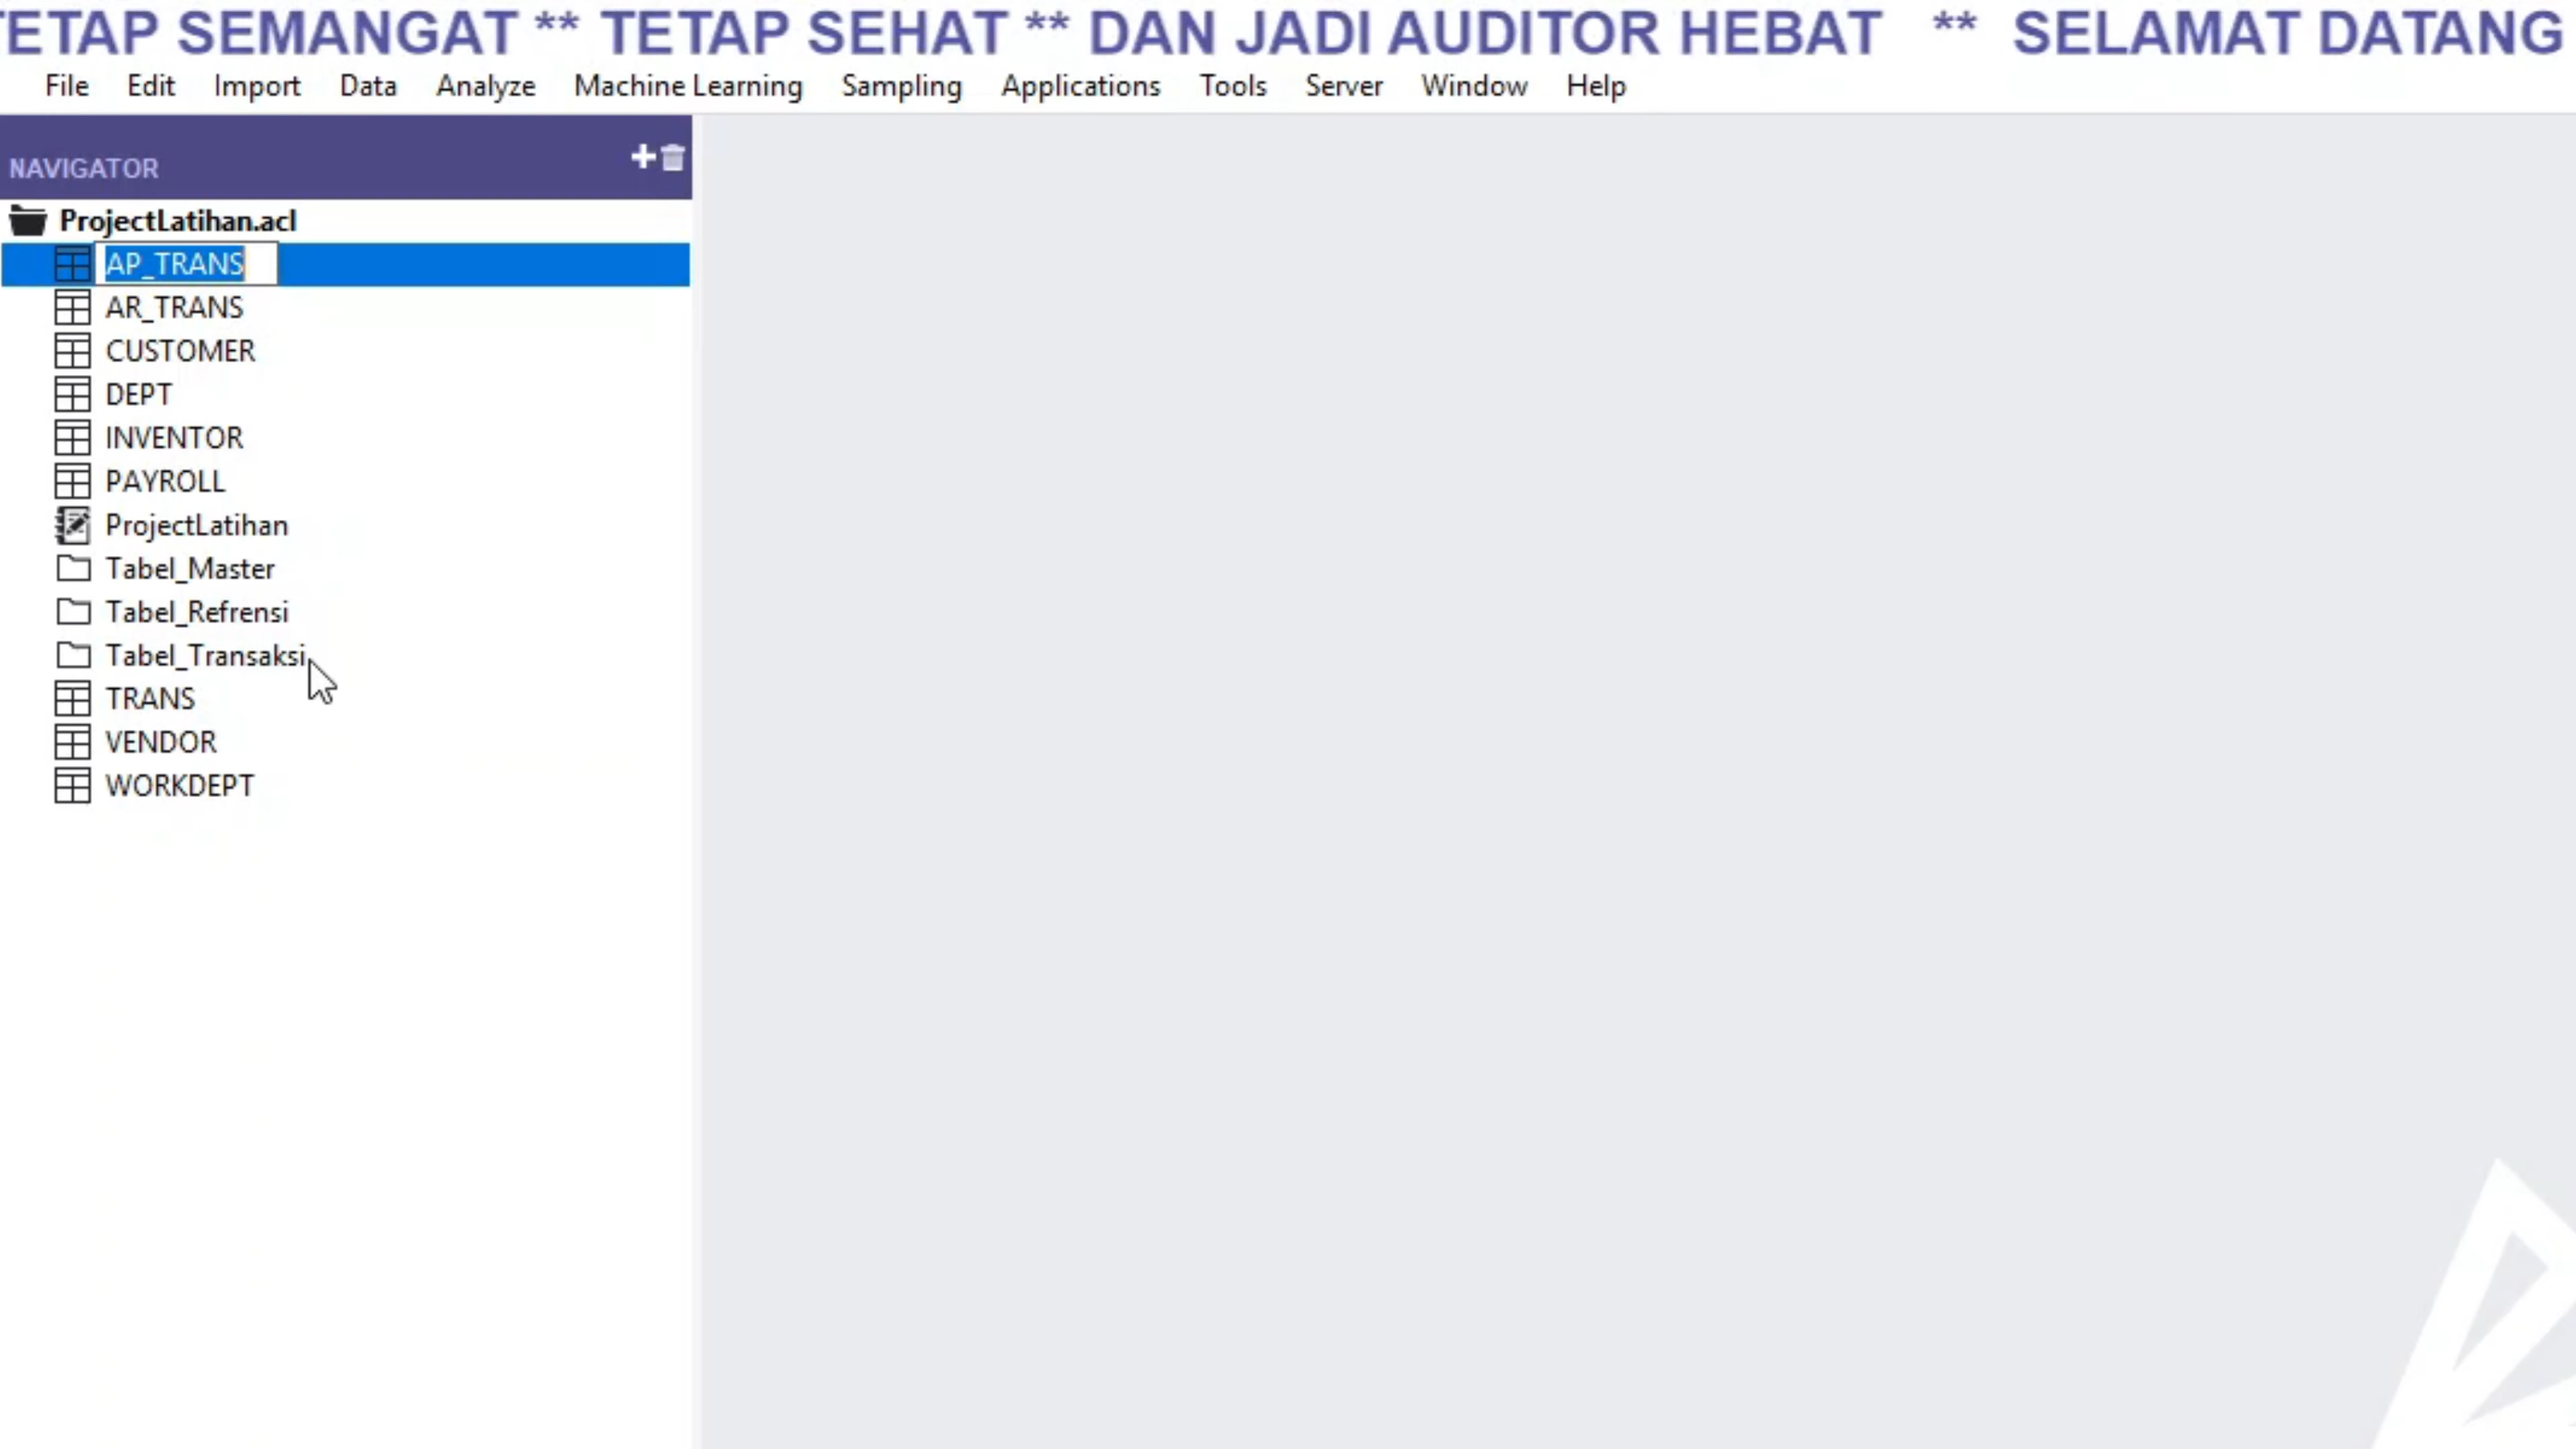 ETAP SEMANGAT ** TETAP SEHAT ** DAN JADI AUDITOR HEBAT ** SELAMAT DATANG
File Edit Import Data Analyze Machine Learning Sampling Applications Tools Server Window Help
NAVIGATOR
ProjectLatihan.acl
AP_TRANS
AR_TRANS
CUSTOMER
DEPT
INVENTOR
PAYROLL
ProjectLatihan
Tabel_Master
Tabel_Refrensi
Tabel_Transaksi
TRANS
VENDOR
WORKDEPT